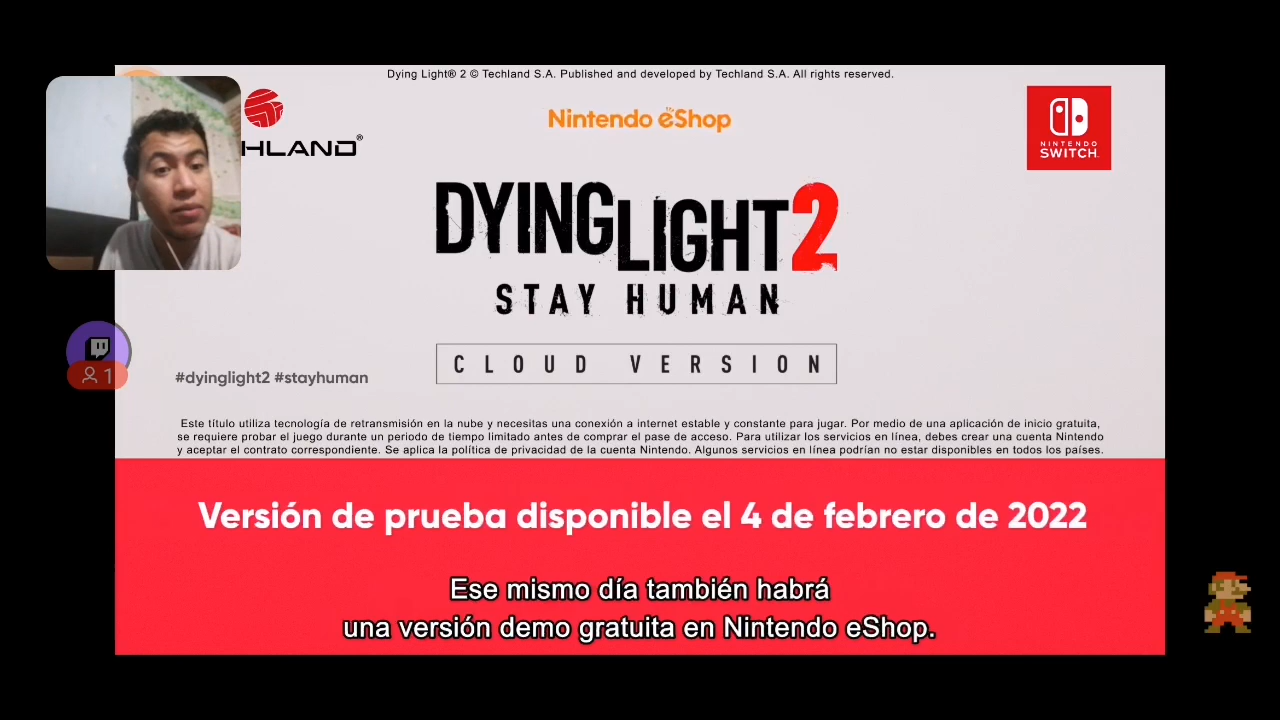 Dying Light® 2 © Techland S.A. Published and developed by Techland S.A. All rights reserved.
HLAND®
Nintendo eShop
NINTENDO
SWITCH
DYING LIGHT 2
STAY HUMAN
CLOUD VERSION
1
#dyinglight2 #stayhuman
Este título utiliza tecnología de retransmisión en la nube y necesitas una conexión a internet estable y constante para jugar. Por medio de una aplicación de inicio gratuita,
se requiere probar el juego durante un periodo de tiempo limitado antes de comprar el pase de acceso. Para utilizar los servicios en línea, debes crear una cuenta Nintendo
y aceptar el contrato correspondiente. Se aplica la política de privacidad de la cuenta Nintendo. Algunos servicios en línea podrían no estar disponibles en todos los países.
Versión de prueba disponible el 4 de febrero de 2022
Ese mismo día también habrá
una versión demo gratuita en Nintendo eShop.